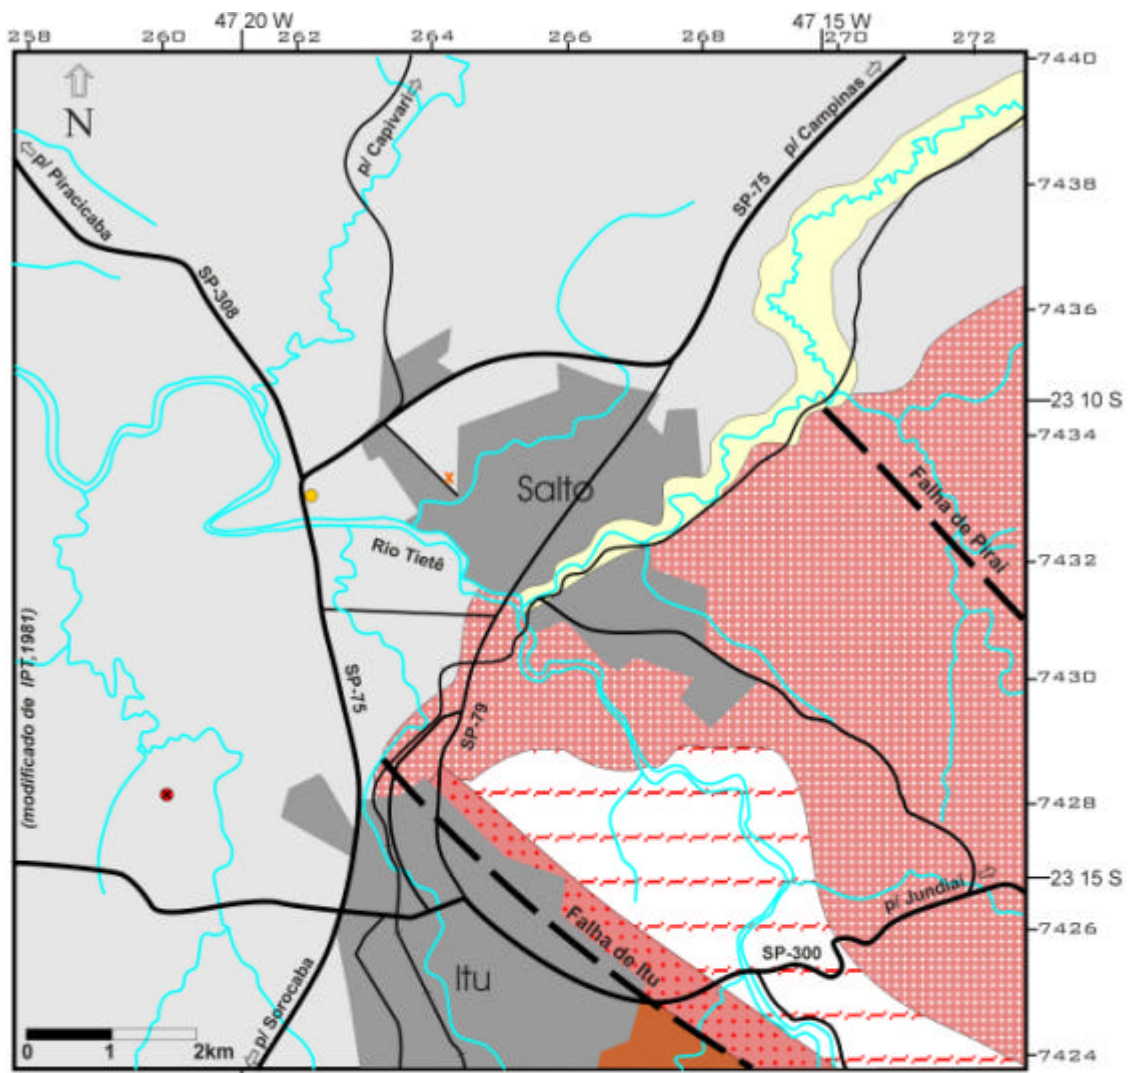 47 20 W 47 15 W
258 260 262 264 266 268 270 272
7440
N
p/ Capivari
p/ Campinas
p/ Piracicaba
SP-75
7438
SP-308
7436
23 10 S
7434
Salto
x
Falha de Pirai
Rio Tietê
7432
(modificado de IPT,1981)
SP-75
7430
SP-79
7428
23 15 S
p/ Jundiai
Falha de Itu
7426
SP-300
Itu
p/ Sorocaba
0 1 2km
7424